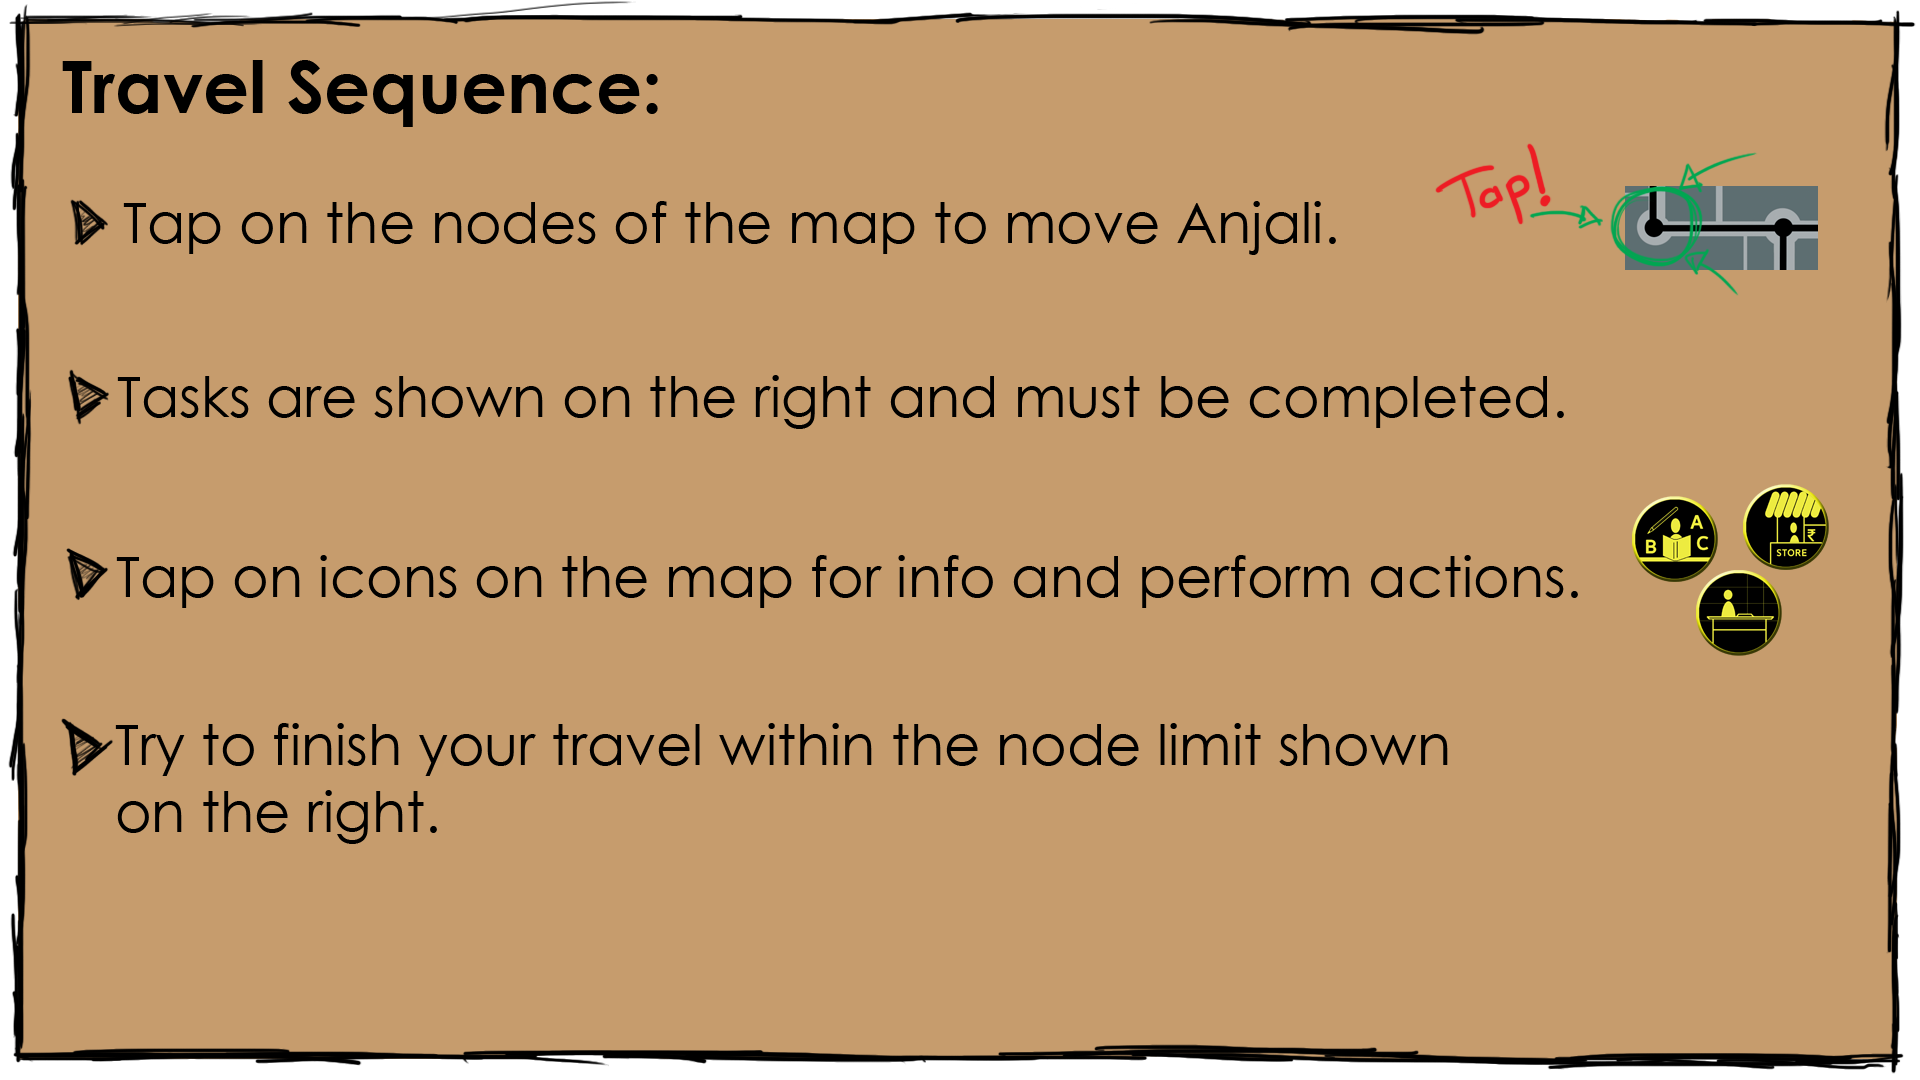 Travel Sequence:
Tap on the nodes of the map to move Anjali.
Tap!
Tasks are shown on the right and must be completed.
Tap on icons on the map for info and perform actions.
A
B C
₹
STORE
Try to finish your travel within the node limit shown
on the right.